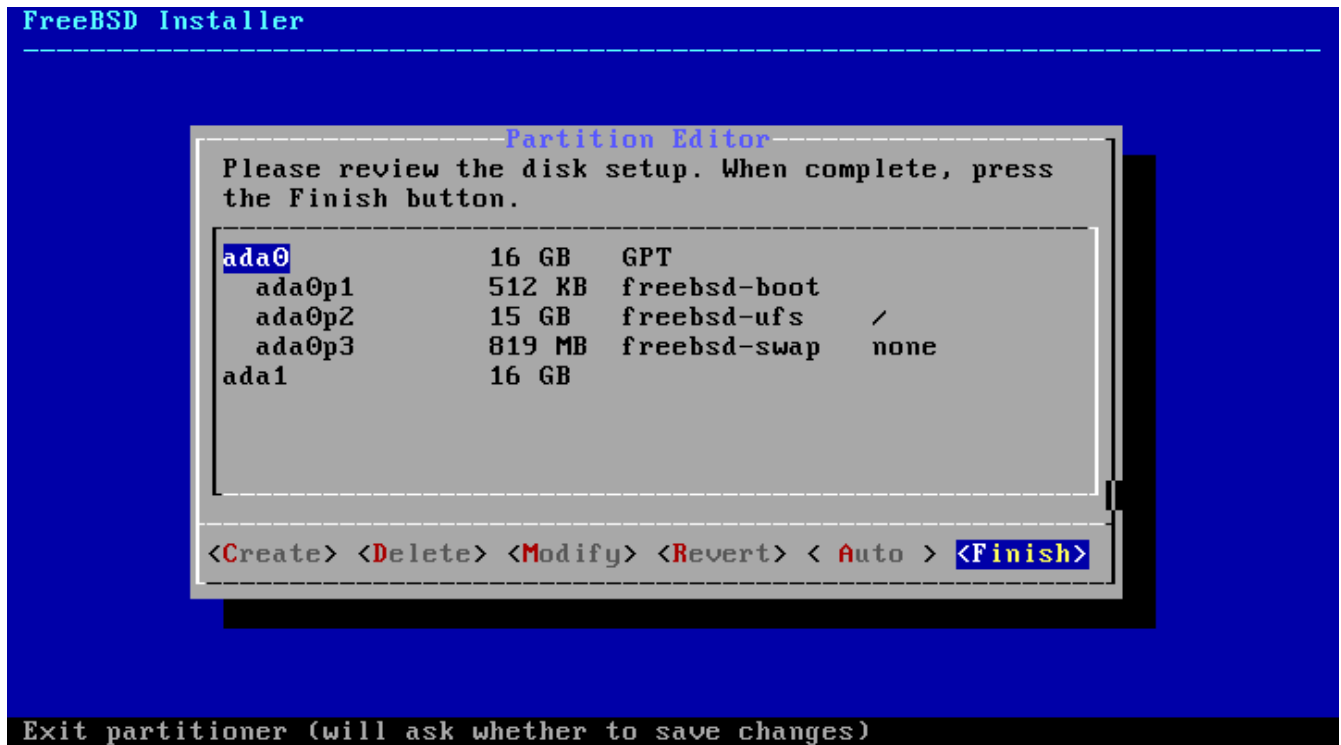 FreeBSD Installer
Partition Editor
Please review the disk setup. When complete, press
the Finish button.
ada0 16 GB GPT
ada0p1 512 KB freebsd-boot
ada0p2 15 GB freebsd-ufs /
ada0p3 819 MB freebsd-swap none
ada1 16 GB
<Create> <Delete> <Modify> <Revert> < Auto > <Finish>
Exit partitioner (will ask whether to save changes)